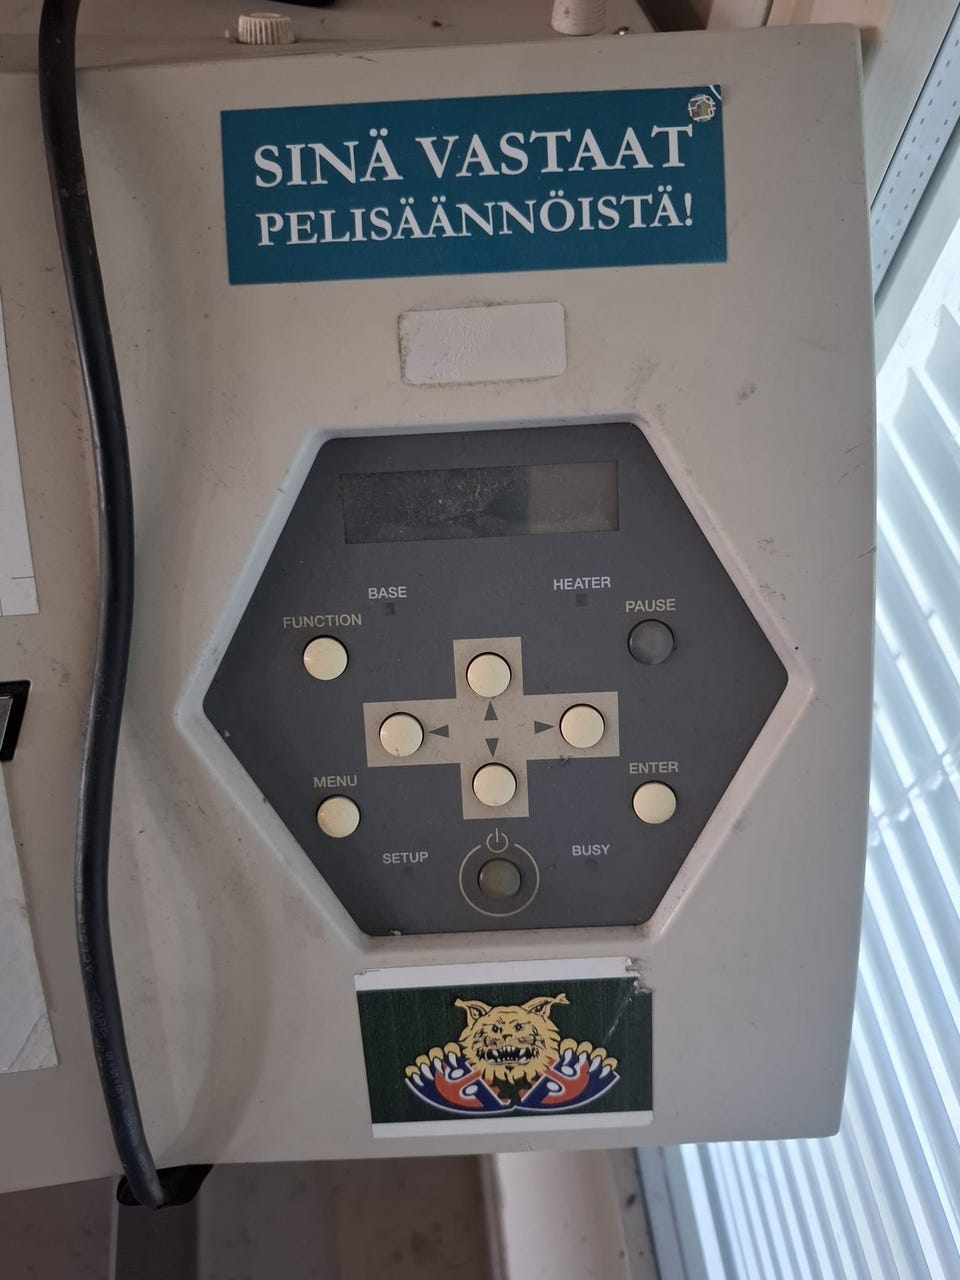 SINÄ VASTAAT
PELISÄÄNNÖISTÄ!
BASE
HEATER
FUNCTION
PAUSE
MENU
ENTER
SETUP
BUSY